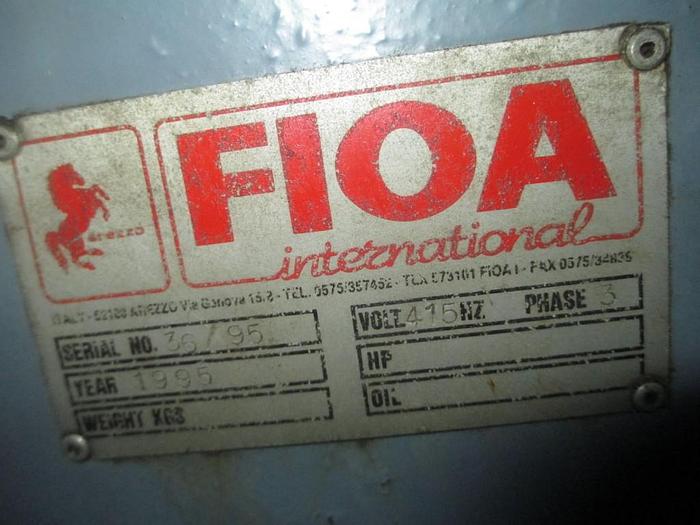 arezzo
FIOA
international
ITALY - 52100 AREZZO Via Genova 15.2 - TEL. 0575/357452 - TLX 573101 FIOA I - FAX 0575/34835
SERIAL NO. 36/95
YEAR 1995
WEIGHT KGS
VOLT 415 HZ PHASE 3
HP
OIL